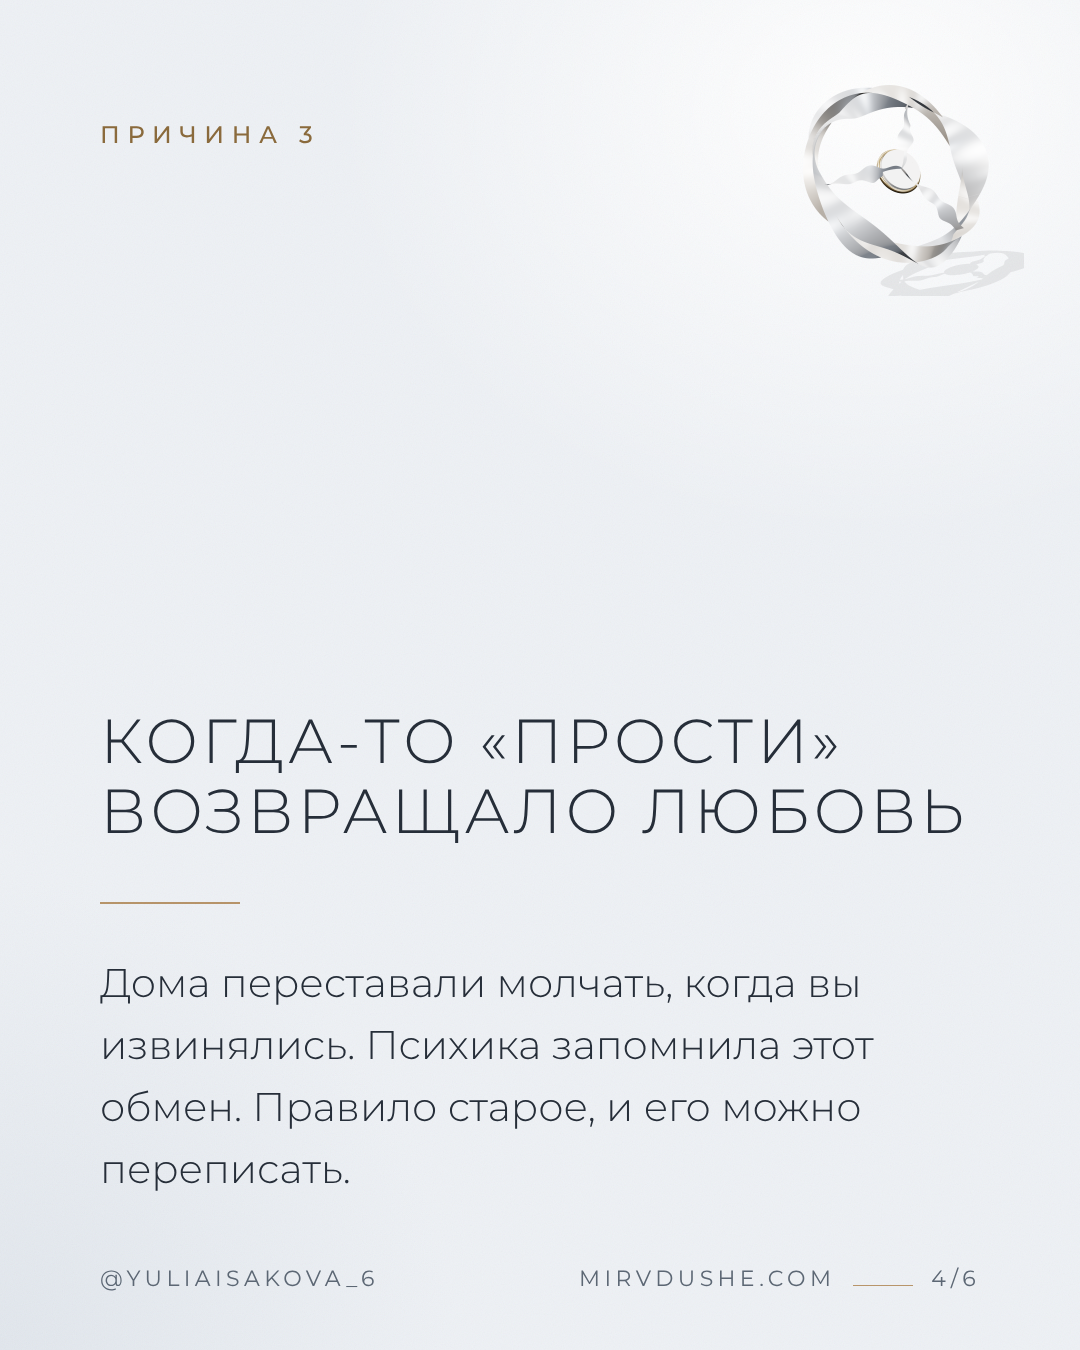 ПРИЧИНА 3
КОГДА-ТО «ПРОСТИ»
ВОЗВРАЩАЛО ЛЮБОВЬ
Дома переставали молчать, когда вы
извинялись. Психика запомнила этот
обмен. Правило старое, и его можно
переписать.
@YULIAISAKOVA_6
MIRVDUSHE.COM 4/6